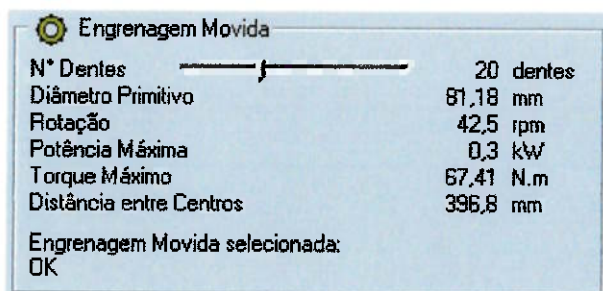 Engrenagem Movida
N° Dentes 20 dentes
Diâmetro Primitivo 81,18 mm
Rotação 42,5 rpm
Potência Máxima 0,3 kW
Torque Máximo 67,41 N.m
Distância entre Centros 396,8 mm
Engrenagem Movida selecionada:
OK